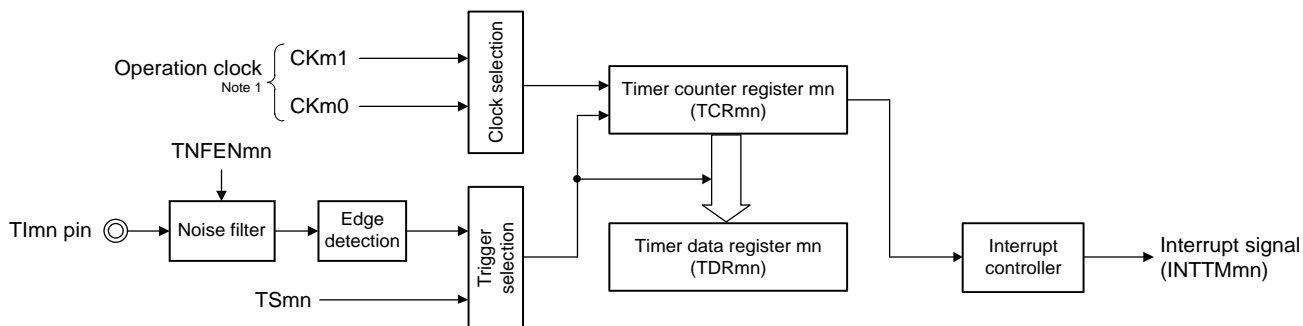 Operation clock
Note 1
CKm1
CKm0
Clock selection
Timer counter register mn
(TCRmn)
TNFENmn
TImn pin
Noise filter
Edge
detection
TSmn
Trigger
selection
Timer data register mn
(TDRmn)
Interrupt
controller
Interrupt signal
(INTTMmn)